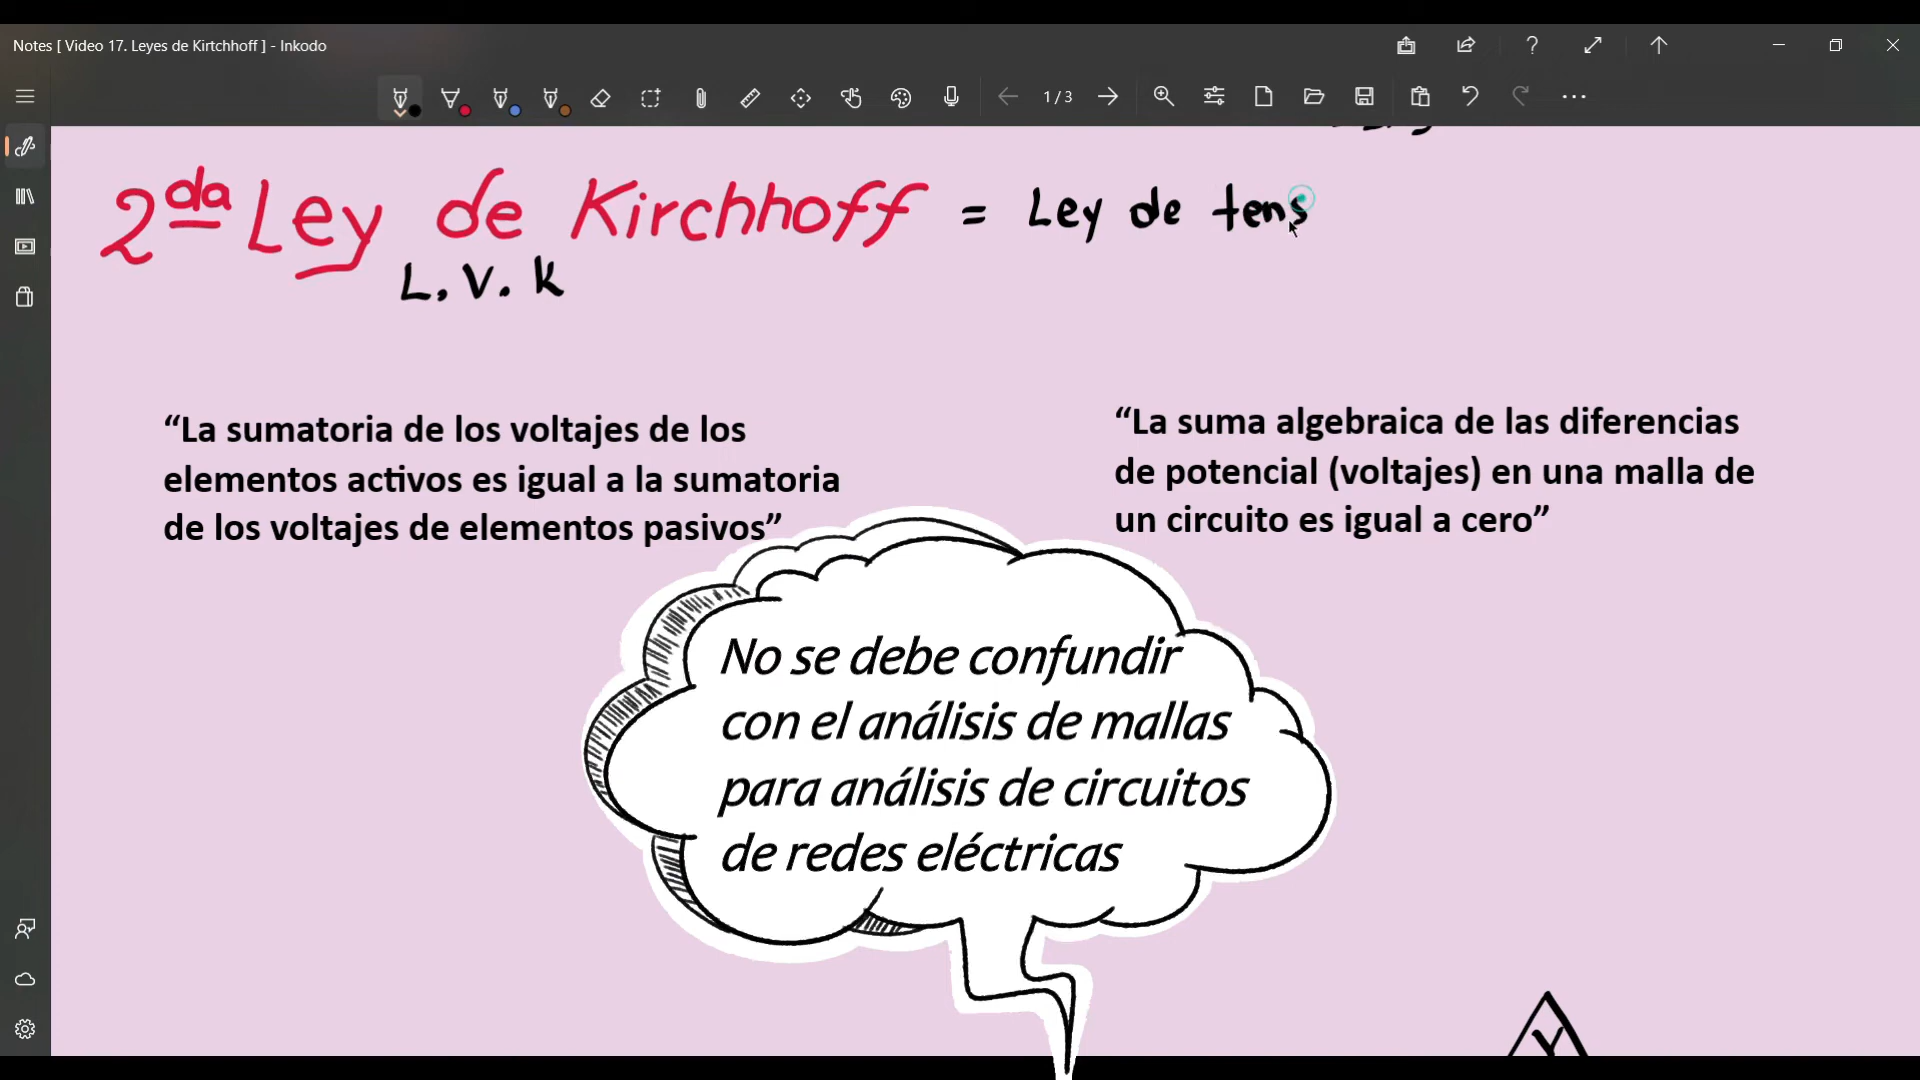 Notes [ Video 17. Leyes de Kirtchhoff ] - Inkodo
1 / 3
2da Ley de Kirchhoff = Ley de tens
L. V. K
“La sumatoria de los voltajes de los
elementos activos es igual a la sumatoria
de los voltajes de elementos pasivos”
“La suma algebraica de las diferencias
de potencial (voltajes) en una malla de
un circuito es igual a cero”
No se debe confundir
con el análisis de mallas
para análisis de circuitos
de redes eléctricas
V